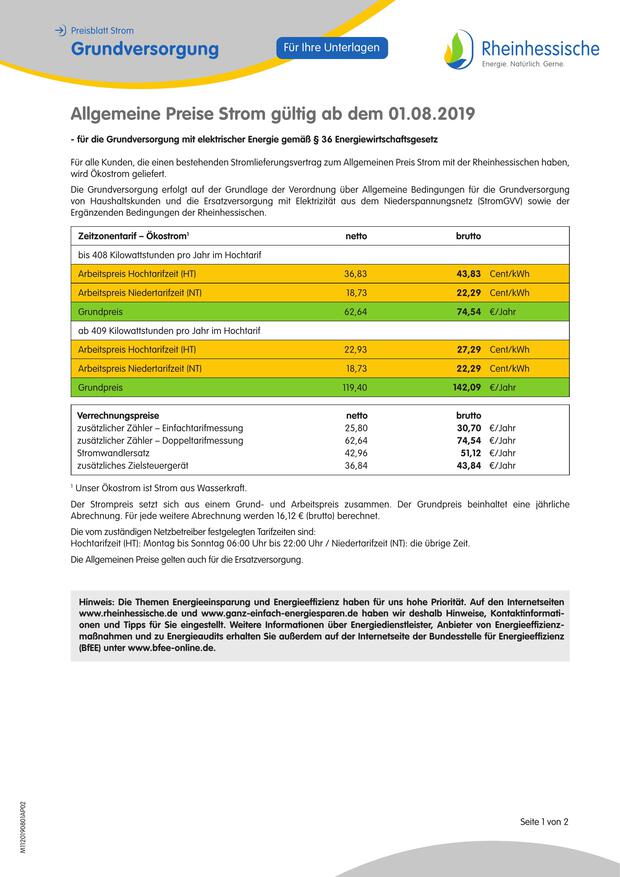 Preisblatt Strom
Grundversorgung
Für Ihre Unterlagen
Rheinhessische
Energie. Natürlich. Gerne.
Allgemeine Preise Strom gültig ab dem 01.08.2019
- für die Grundversorgung mit elektrischer Energie gemäß § 36 Energiewirtschaftsgesetz
Für alle Kunden, die einen bestehenden Stromlieferungsvertrag zum Allgemeinen Preis Strom mit der Rheinhessischen haben,
wird Ökostrom geliefert.
Die Grundversorgung erfolgt auf der Grundlage der Verordnung über Allgemeine Bedingungen für die Grundversorgung
von Haushaltskunden und die Ersatzversorgung mit Elektrizität aus dem Niederspannungsnetz (StromGVV) sowie der
Ergänzenden Bedingungen der Rheinhessischen.
Zeitzonentarif – Ökostrom¹ netto brutto
bis 408 Kilowattstunden pro Jahr im Hochtarif
Arbeitspreis Hochtarifzeit (HT) 36,83 43,83 Cent/kWh
Arbeitspreis Niedertarifzeit (NT) 18,73 22,29 Cent/kWh
Grundpreis 62,64 74,54 €/Jahr
ab 409 Kilowattstunden pro Jahr im Hochtarif
Arbeitspreis Hochtarifzeit (HT) 22,93 27,29 Cent/kWh
Arbeitspreis Niedertarifzeit (NT) 18,73 22,29 Cent/kWh
Grundpreis 119,40 142,09 €/Jahr
Verrechnungspreise netto brutto
zusätzlicher Zähler – Einfachtarifmessung 25,80 30,70 €/Jahr
zusätzlicher Zähler – Doppeltarifmessung 62,64 74,54 €/Jahr
Stromwandlersatz 42,96 51,12 €/Jahr
zusätzliches Zielsteuergerät 36,84 43,84 €/Jahr
¹ Unser Ökostrom ist Strom aus Wasserkraft.
Der Strompreis setzt sich aus einem Grund- und Arbeitspreis zusammen. Der Grundpreis beinhaltet eine jährliche
Abrechnung. Für jede weitere Abrechnung werden 16,12 € (brutto) berechnet.
Die vom zuständigen Netzbetreiber festgelegten Tarifzeiten sind:
Hochtarifzeit (HT): Montag bis Sonntag 06:00 Uhr bis 22:00 Uhr / Niedertarifzeit (NT): die übrige Zeit.
Die Allgemeinen Preise gelten auch für die Ersatzversorgung.
Hinweis: Die Themen Energieeinsparung und Energieeffizienz haben für uns hohe Priorität. Auf den Internetseiten
www.rheinhessische.de und www.ganz-einfach-energiesparen.de haben wir deshalb Hinweise, Kontaktinformati-
onen und Tipps für Sie eingestellt. Weitere Informationen über Energiedienstleister, Anbieter von Energieeffizienz-
maßnahmen und zu Energieaudits erhalten Sie außerdem auf der Internetseite der Bundesstelle für Energieeffizienz
(BfEE) unter www.bfee-online.de.
Seite 1 von 2
M1120190801AP02